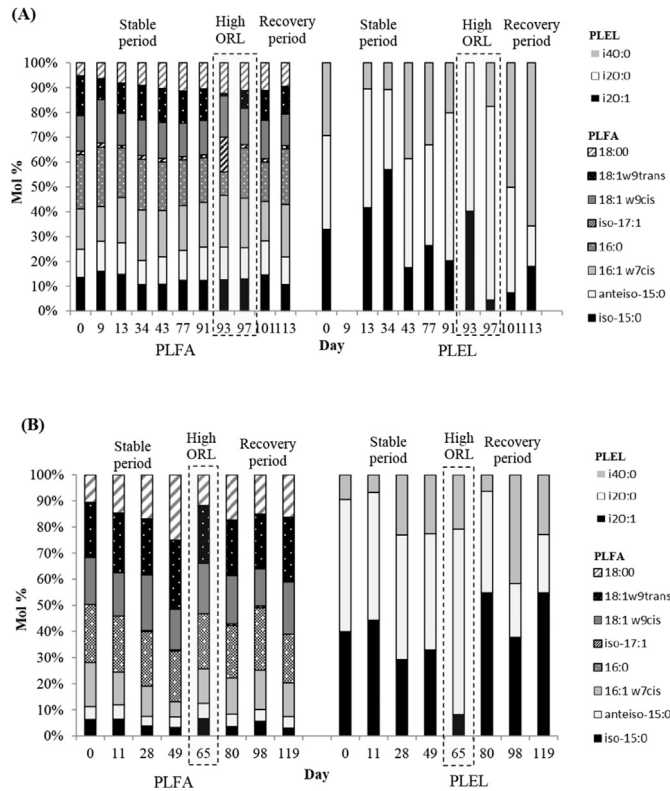 (A)
Stable
period
High
ORL
Recovery
period
Stable
period
High
ORL
Recovery
period
PLEL
i40:0
i20:0
i20:1
PLFA
18:00
18:1w9trans
18:1 w9cis
iso-17:1
16:0
16:1 w7cis
anteiso-15:0
iso-15:0
Mol %
100%
90%
80%
70%
60%
50%
40%
30%
20%
10%
0%
0 9 13 34 43 77 91 93 97 101 113 0 9 13 34 43 77 91 93 97 101 113
PLFA Day PLEL
(B)
Stable
period
High
ORL
Recovery
period
Stable
period
High
ORL
Recovery
period
PLEL
i40:0
i20:0
i20:1
PLFA
18:00
18:1w9trans
18:1 w9cis
iso-17:1
16:0
16:1 w7cis
anteiso-15:0
iso-15:0
Mol %
100%
90%
80%
70%
60%
50%
40%
30%
20%
10%
0%
0 11 28 49 65 80 98 119 0 11 28 49 65 80 98 119
PLFA Day PLEL